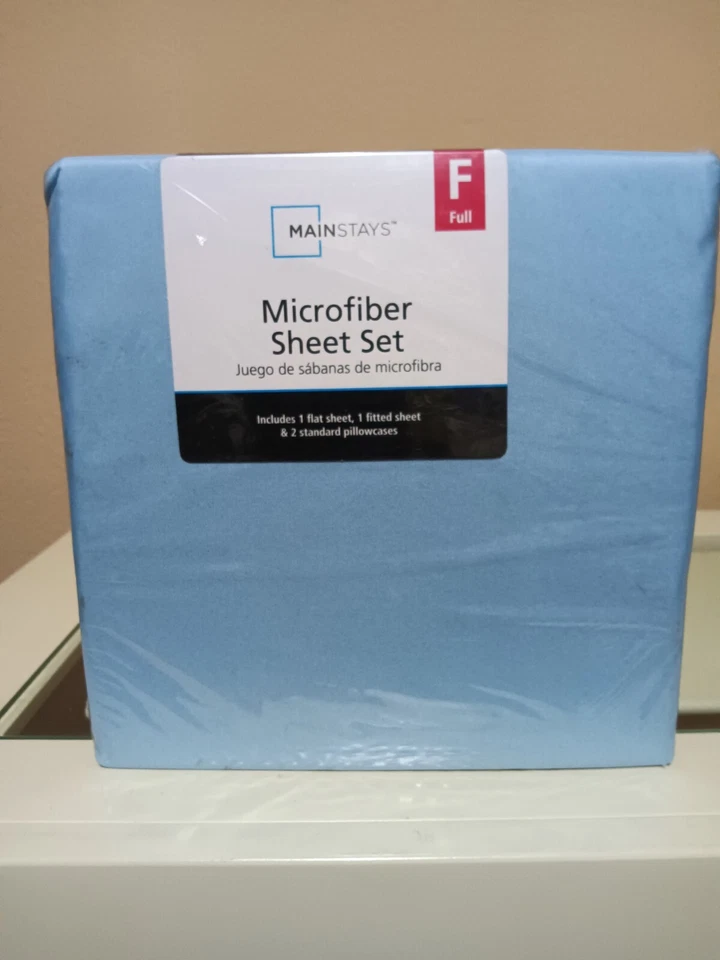 F
Full
MAINSTAYS™
Microfiber
Sheet Set
Juego de sábanas de microfibra
Includes 1 flat sheet, 1 fitted sheet
& 2 standard pillowcases